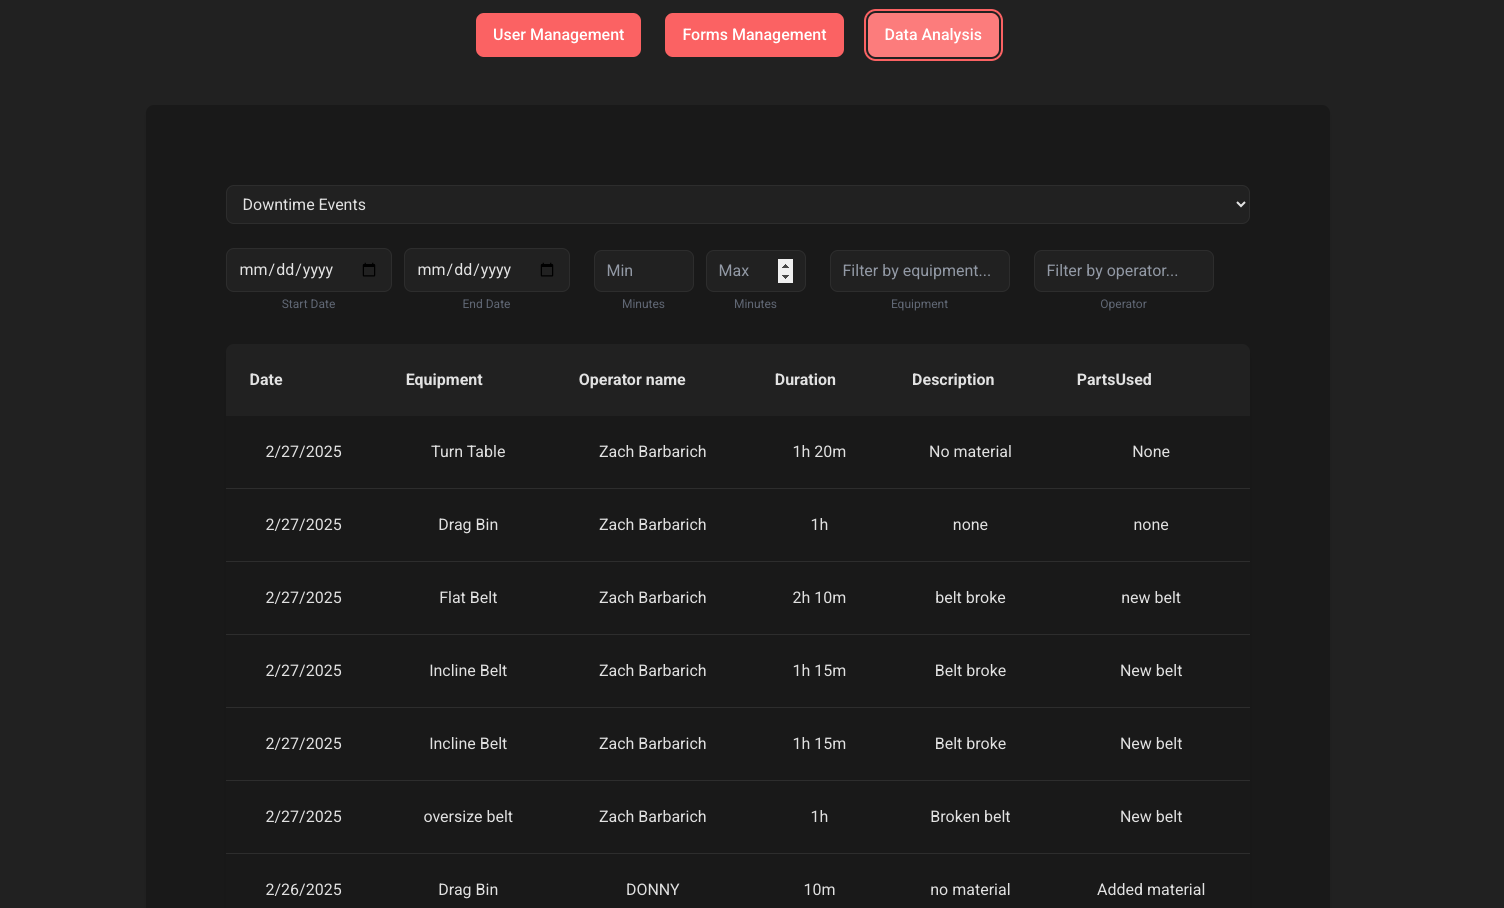 User Management Forms Management Data Analysis
Downtime Events
mm/dd/yyyy mm/dd/yyyy Min Max Filter by equipment... Filter by operator...
Start Date End Date Minutes Minutes Equipment Operator
Date Equipment Operator name Duration Description PartsUsed
2/27/2025 Turn Table Zach Barbarich 1h 20m No material None
2/27/2025 Drag Bin Zach Barbarich 1h none none
2/27/2025 Flat Belt Zach Barbarich 2h 10m belt broke new belt
2/27/2025 Incline Belt Zach Barbarich 1h 15m Belt broke New belt
2/27/2025 Incline Belt Zach Barbarich 1h 15m Belt broke New belt
2/27/2025 oversize belt Zach Barbarich 1h Broken belt New belt
2/26/2025 Drag Bin DONNY 10m no material Added material